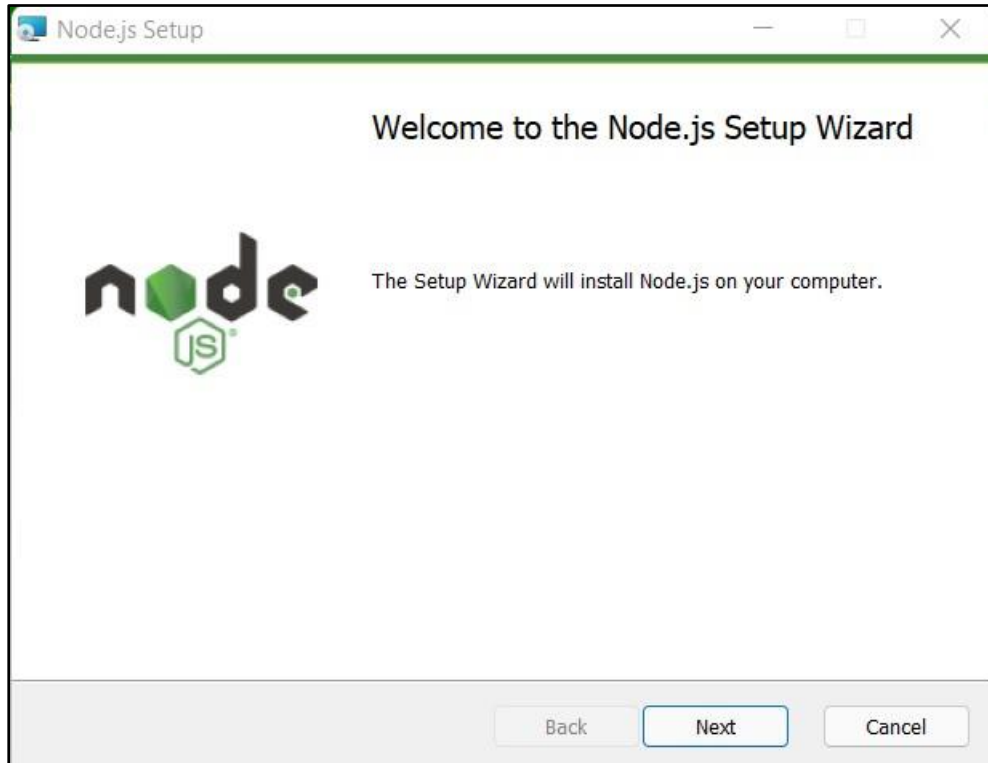 Node.js Setup
Welcome to the Node.js Setup Wizard
The Setup Wizard will install Node.js on your computer.
node
JS
Back Next Cancel